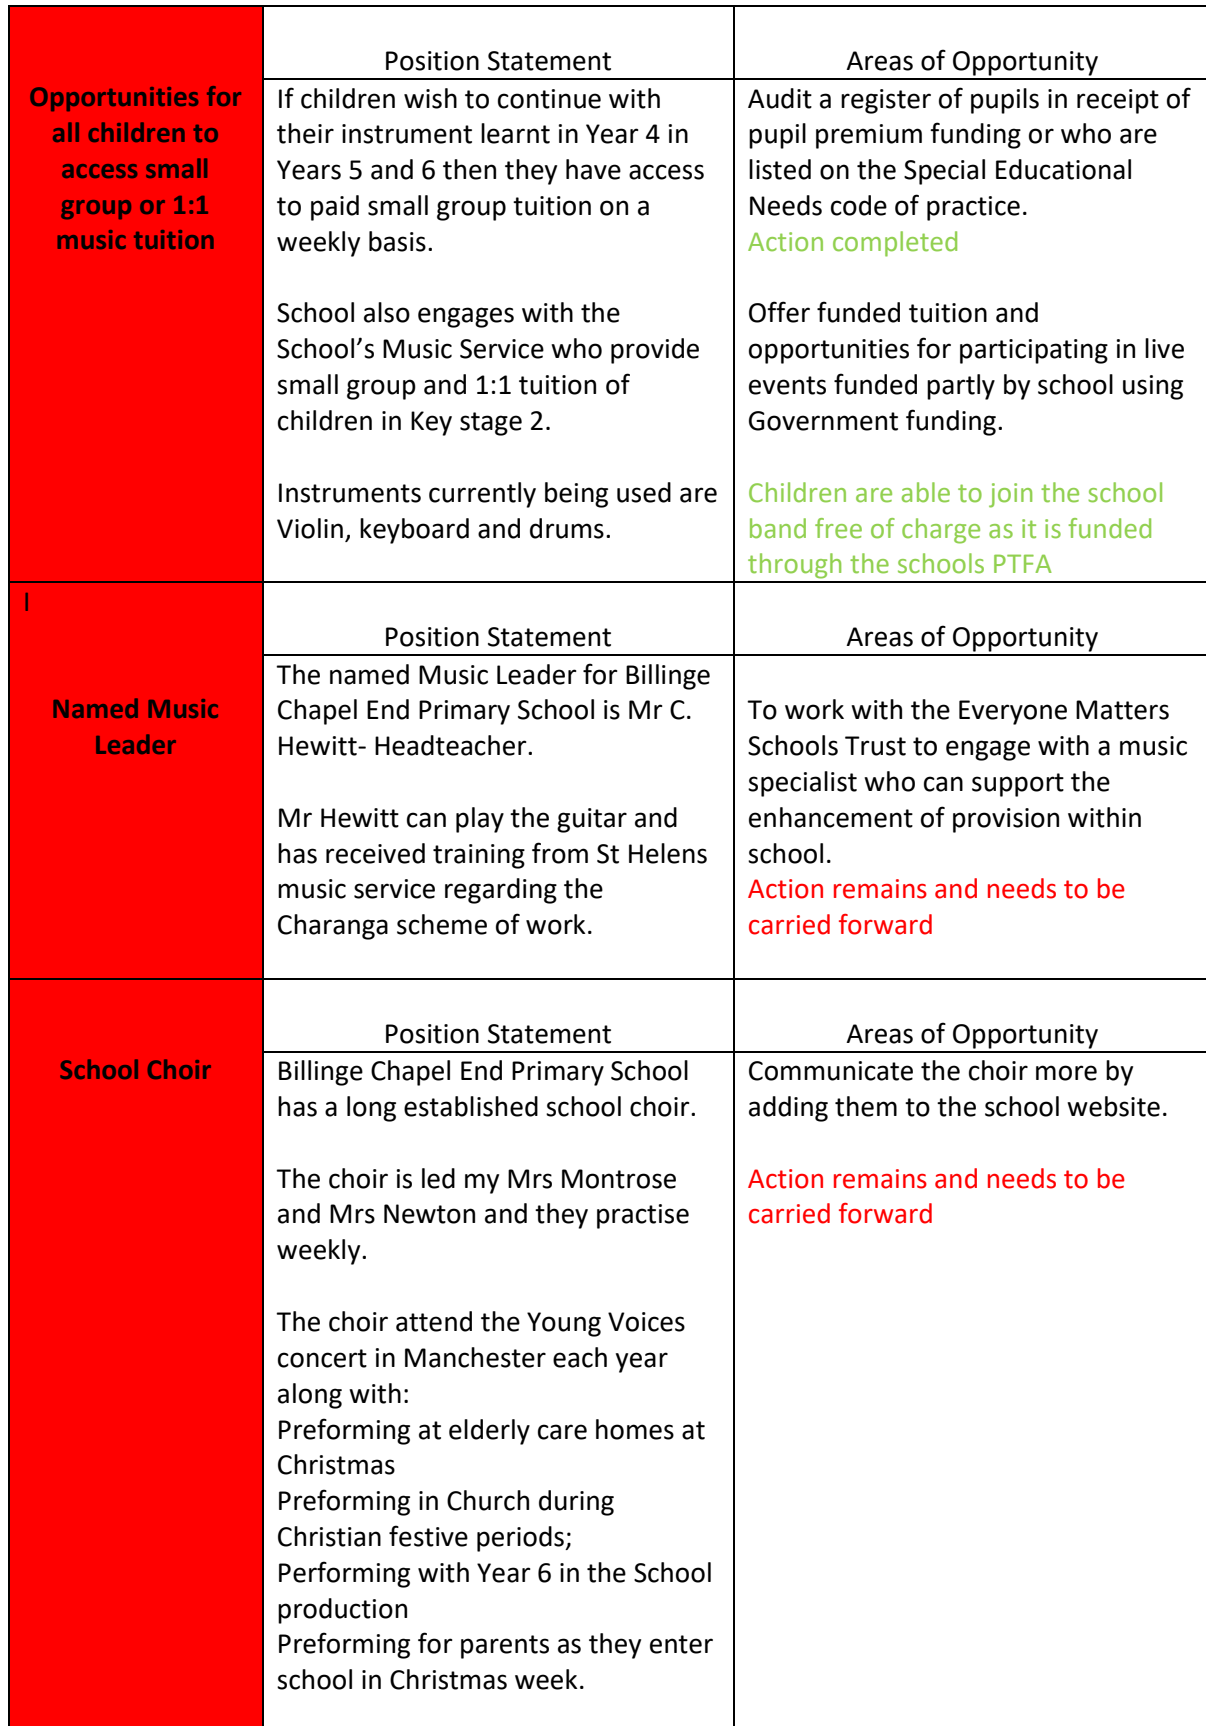 Opportunities for
all children to
access small
group or 1:1
music tuition
Position Statement
If children wish to continue with
their instrument learnt in Year 4 in
Years 5 and 6 then they have access
to paid small group tuition on a
weekly basis.
School also engages with the
School’s Music Service who provide
small group and 1:1 tuition of
children in Key stage 2.
Instruments currently being used are
Violin, keyboard and drums.
Areas of Opportunity
Audit a register of pupils in receipt of
pupil premium funding or who are
listed on the Special Educational
Needs code of practice.
Action completed
Offer funded tuition and
opportunities for participating in live
events funded partly by school using
Government funding.
Children are able to join the school
band free of charge as it is funded
through the schools PTFA
l
Named Music
Leader
Position Statement
The named Music Leader for Billinge
Chapel End Primary School is Mr C.
Hewitt- Headteacher.
Mr Hewitt can play the guitar and
has received training from St Helens
music service regarding the
Charanga scheme of work.
Areas of Opportunity
To work with the Everyone Matters
Schools Trust to engage with a music
specialist who can support the
enhancement of provision within
school.
Action remains and needs to be
carried forward
School Choir
Position Statement
Billinge Chapel End Primary School
has a long established school choir.
The choir is led my Mrs Montrose
and Mrs Newton and they practise
weekly.
The choir attend the Young Voices
concert in Manchester each year
along with:
Preforming at elderly care homes at
Christmas
Preforming in Church during
Christian festive periods;
Performing with Year 6 in the School
production
Preforming for parents as they enter
school in Christmas week.
Areas of Opportunity
Communicate the choir more by
adding them to the school website.
Action remains and needs to be
carried forward